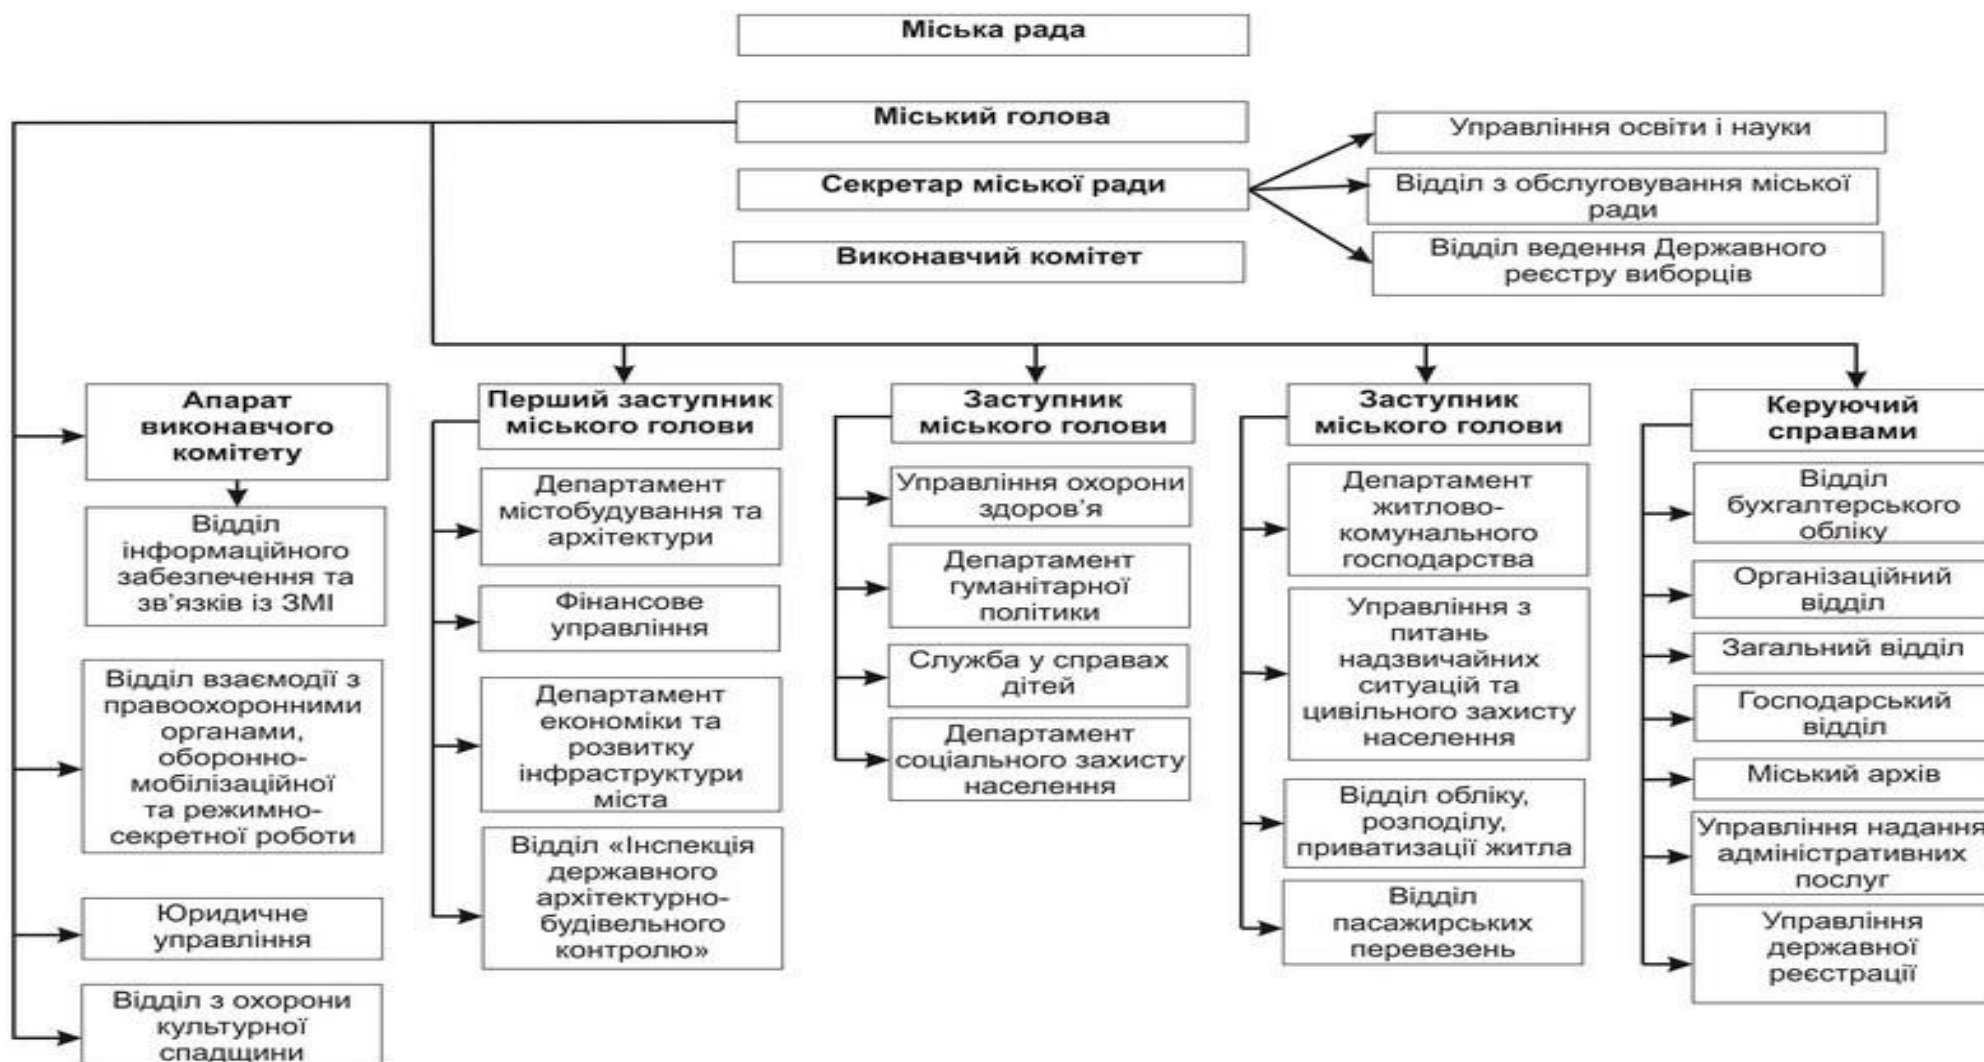 Міська рада
Міський голова
Секретар міської ради
Виконавчий комітет
Управління освіти і науки
Відділ з обслуговування міської
ради
Відділ ведення Державного
реєстру виборців
Апарат
виконавчого
комітету
Відділ
інформаційного
забезпечення та
зв’язків із ЗМІ
Відділ взаємодії з
правоохоронними
органами,
оборонно-
мобілізаційної
та режимно-
секретної роботи
Юридичне
управління
Відділ з охорони
культурної
спадщини
Перший заступник
міського голови
Департамент
містобудування та
архітектури
Фінансове
управління
Департамент
економіки та
розвитку
інфраструктури
міста
Відділ «Інспекція
державного
архітектурно-
будівельного
контролю»
Заступник
міського голови
Управління охорони
здоров’я
Департамент
гуманітарної
політики
Служба у справах
дітей
Департамент
соціального захисту
населення
Заступник
міського голови
Департамент
житлово-
комунального
господарства
Управління з
питань
надзвичайних
ситуацій та
цивільного захисту
населення
Відділ обліку,
розподілу,
приватизації житла
Відділ
пасажирських
перевезень
Керуючий
справами
Відділ
бухгалтерського
обліку
Організаційний
відділ
Загальний відділ
Господарський
відділ
Міський архів
Управління надання
адміністративних
послуг
Управління
державної
реєстрації